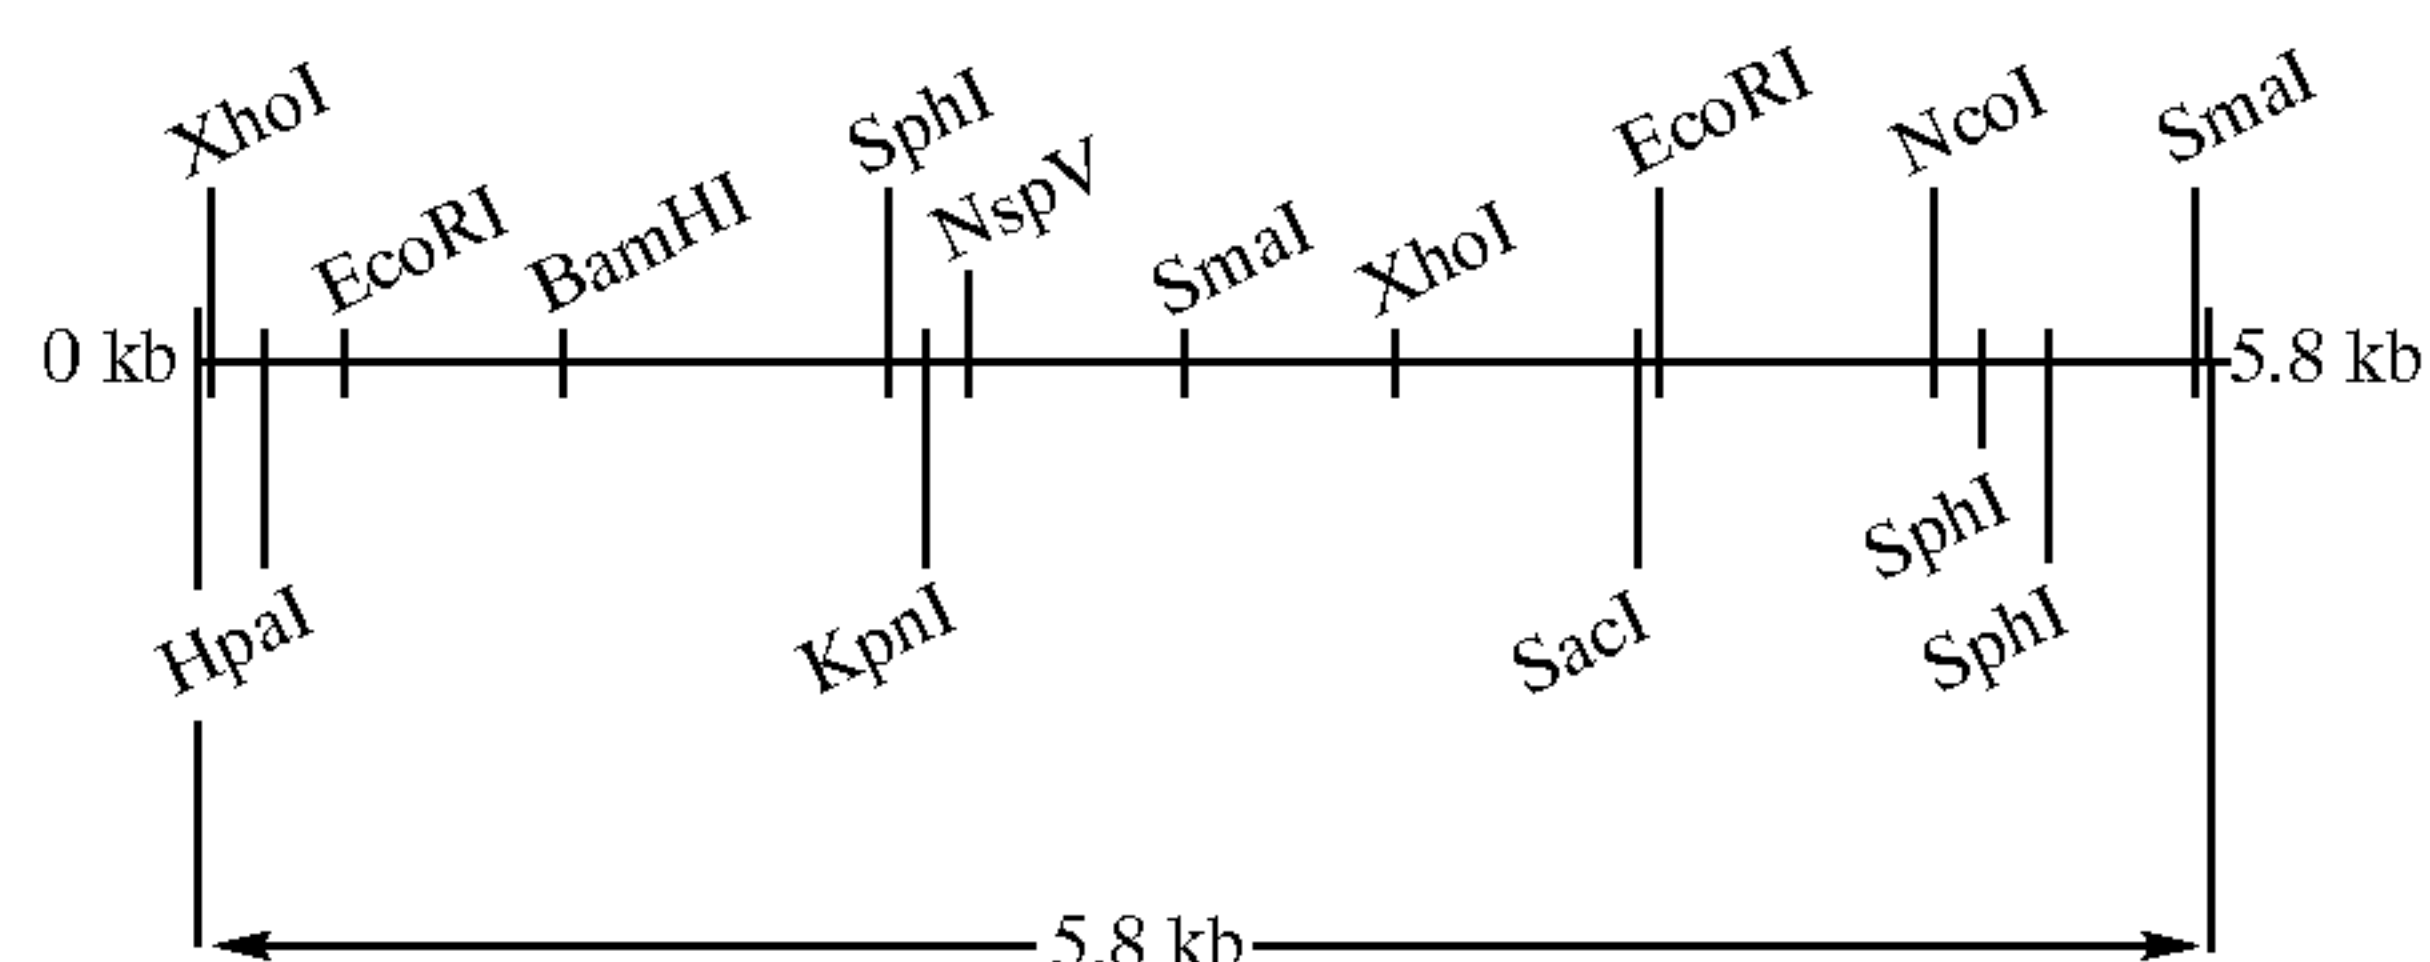 XhoI
EcoRI
BamHI
SphI
NspV
SmaI
XhoI
EcoRI
NcoI
SmaI
0 kb
5.8 kb
HpaI
KpnI
SacI
SphI
SphI
5.8 kb